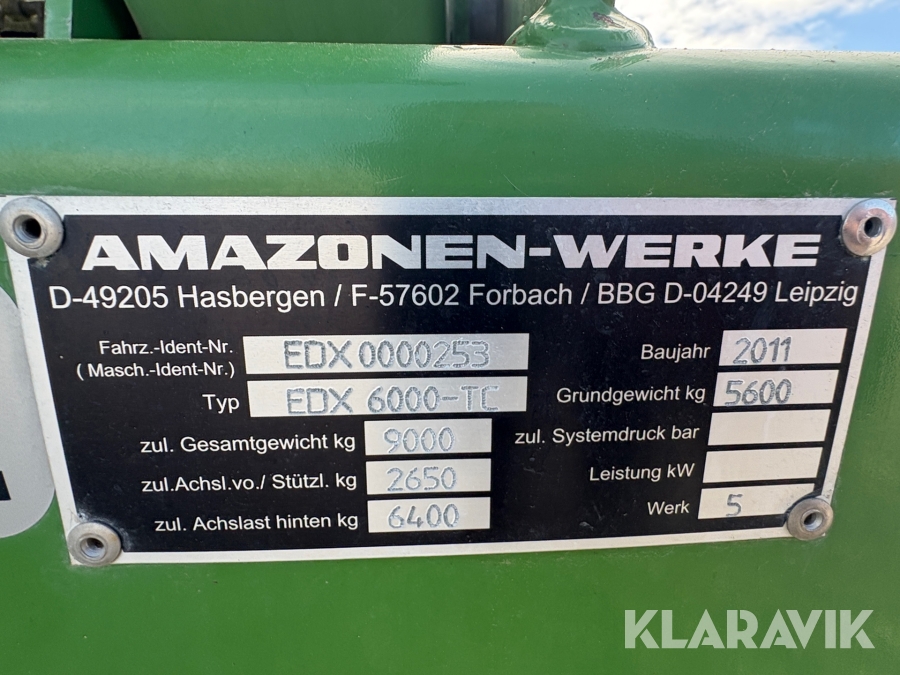 AMAZONEN-WERKE
D-49205 Hasbergen / F-57602 Forbach / BBG D-04249 Leipzig
Fahrz.-Ident-Nr. EDX0000253
(Masch.-Ident-Nr.)
Typ EDX 6000-TC
zul. Gesamtgewicht kg 9000
zul.Achsl.vo./ Stützl. kg 2650
zul. Achslast hinten kg 6400
Baujahr 2011
Grundgewicht kg 5600
zul. Systemdruck bar
Leistung kW
Werk 5
KLARAVIK